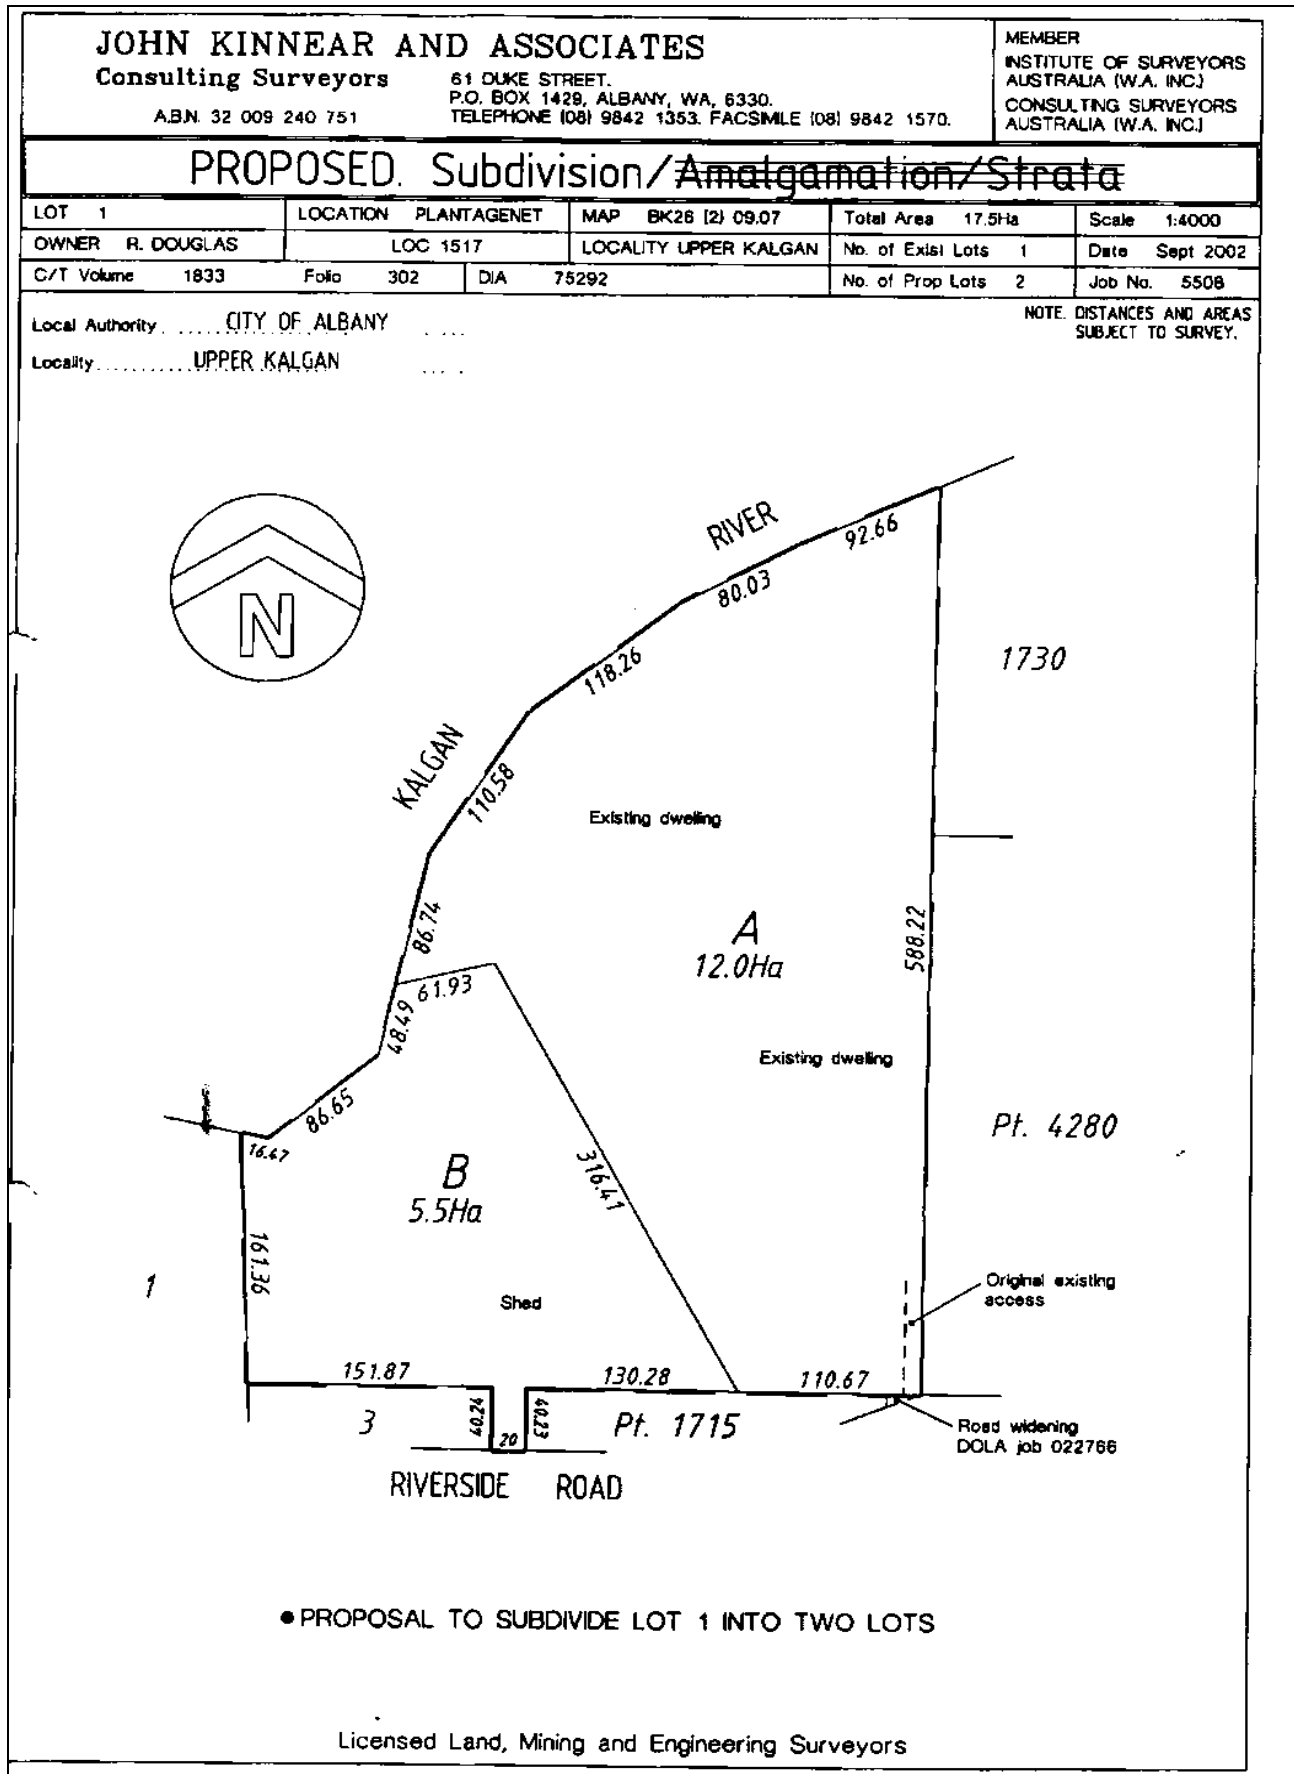 JOHN KINNEAR AND ASSOCIATES
Consulting Surveyors
61 DUKE STREET.
P.O. BOX 1429, ALBANY, WA, 6330.
A.B.N. 32 009 240 751
TELEPHONE (08) 9842 1353. FACSIMILE (08) 9842 1570.
MEMBER
INSTITUTE OF SURVEYORS
AUSTRALIA (W.A. INC.)
CONSULTING SURVEYORS
AUSTRALIA (W.A. INC.)
PROPOSED. Subdivision/Amalgamation/Strata
LOT 1 LOCATION PLANTAGENET MAP BK26 (2) 09.07 Total Area 17.5Ha Scale 1:4000
OWNER R. DOUGLAS LOC 1517 LOCALITY UPPER KALGAN No. of Exist Lots 1 Date Sept 2002
C/T Volume 1833 Folio 302 DIA 75292 No. of Prop Lots 2 Job No. 5508
Local Authority CITY OF ALBANY
Locality UPPER KALGAN
NOTE. DISTANCES AND AREAS
SUBJECT TO SURVEY.
N
RIVER
92.66
80.03
118.26
1730
KALGAN
110.58
Existing dwelling
86.74
A
12.0Ha
588.22
61.93
48.49
Existing dwelling
86.65
16.47
Pt. 4280
B
5.5Ha
316.41
161.36
1
Shed
Original existing
access
151.87
130.28
110.67
3
40.24
20
40.23
Pt. 1715
Road widening
DOLA job 022766
RIVERSIDE ROAD
●PROPOSAL TO SUBDIVIDE LOT 1 INTO TWO LOTS
Licensed Land, Mining and Engineering Surveyors